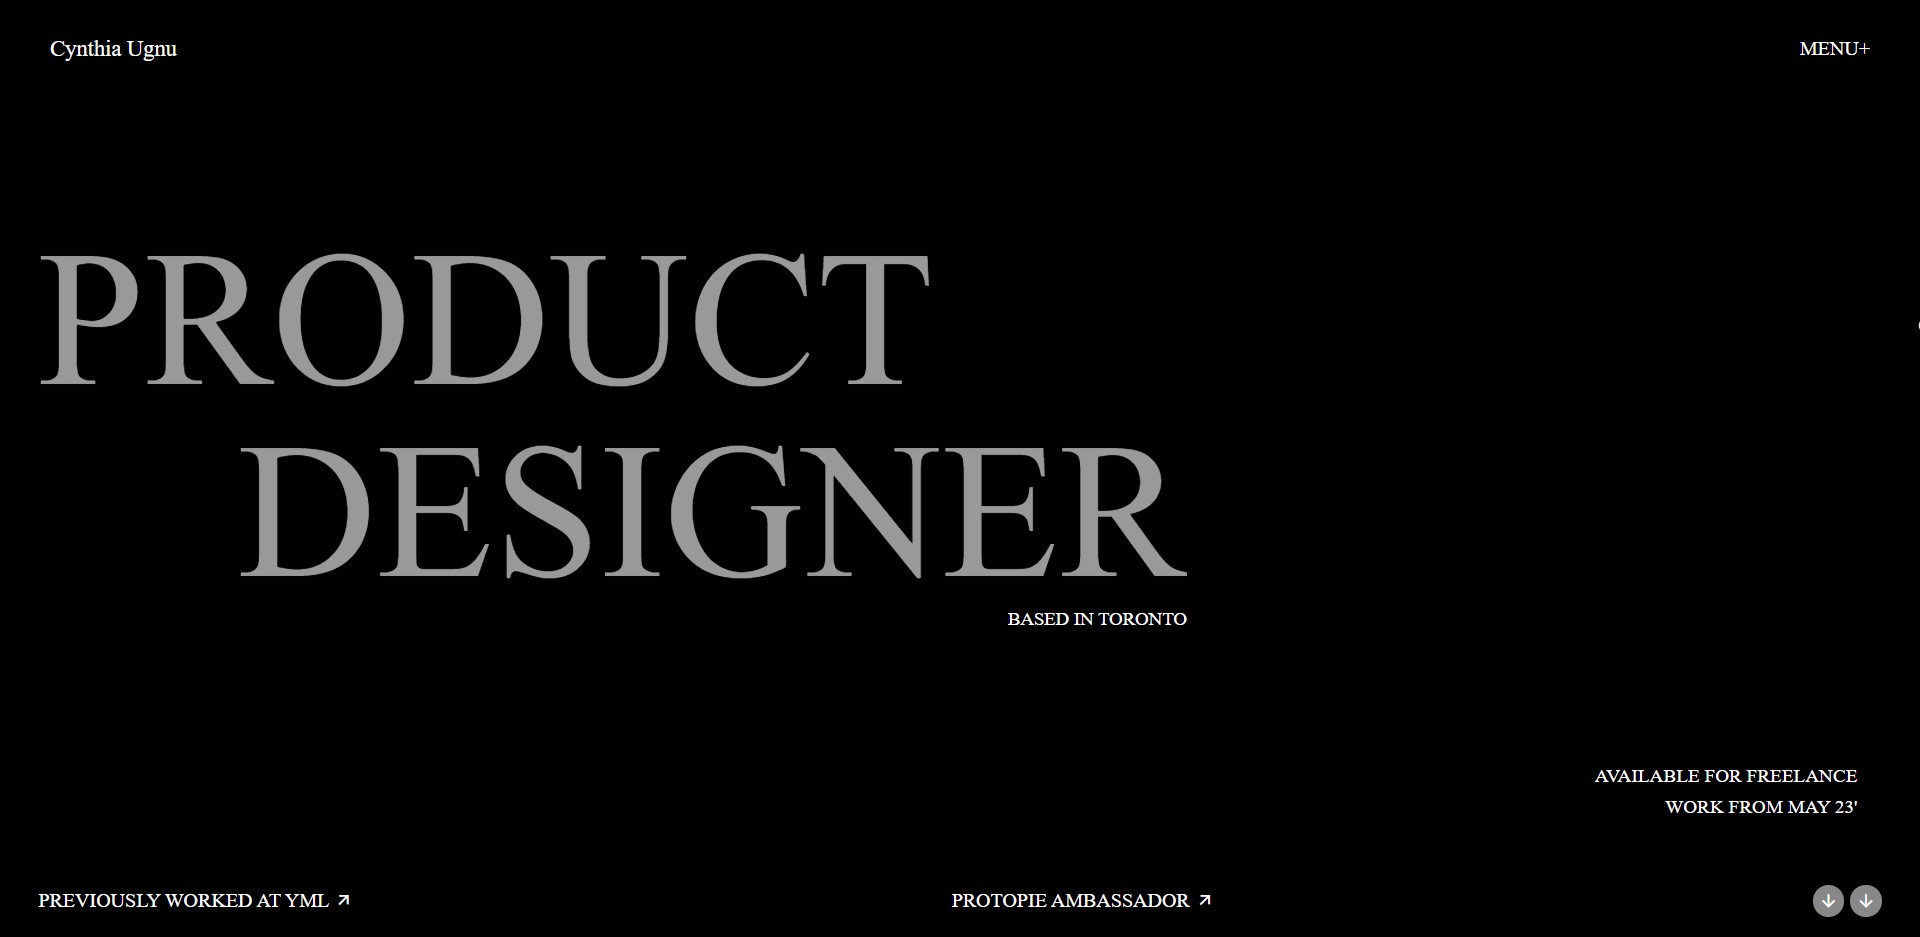 Cynthia Ugnu
MENU+
PRODUCT
DESIGNER
BASED IN TORONTO
AVAILABLE FOR FREELANCE
WORK FROM MAY 23'
PREVIOUSLY WORKED AT YML
PROTOPIE AMBASSADOR